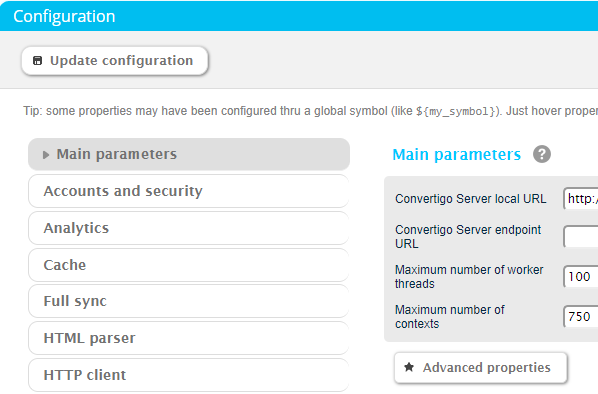 Configuration
Update configuration
Tip: some properties may have been configured thru a global symbol (like ${my_symbol}). Just hover
Main parameters
Accounts and security
Analytics
Cache
Full sync
HTML parser
HTTP client
Main parameters ?
Convertigo Server local URL http:/
Convertigo Server endpoint
URL
Maximum number of worker
threads 100
Maximum number of
contexts 750
Advanced properties